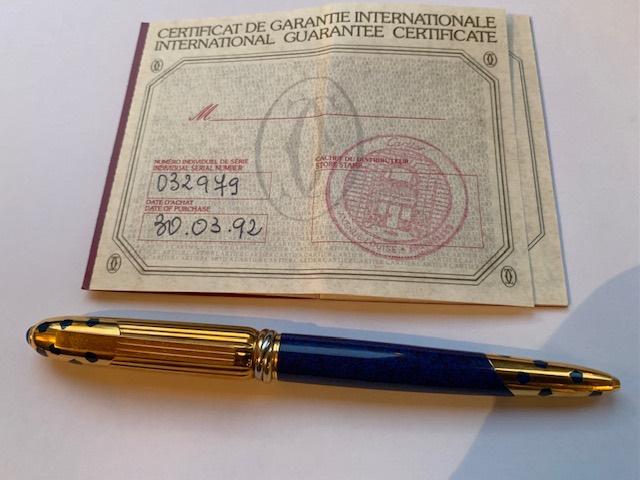 CERTIFICAT DE GARANTIE INTERNATIONALE
INTERNATIONAL GUARANTEE CERTIFICATE
M
NUMÉRO INDIVIDUEL DE SÉRIE
INDIVIDUAL SERIAL NUMBER
032979
CACHET DU DISTRIBUTEUR
STORE STAMP
Cartier
DATE D'ACHAT
DATE OF PURCHASE
30.03.92